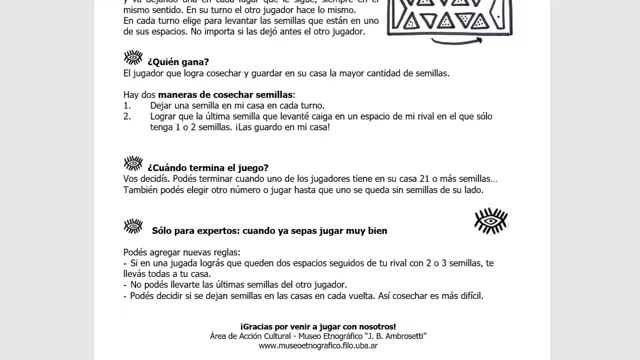 y va dejando una en cada lugar que le sigue, siempre en el
mismo sentido. En su turno el otro jugador hace lo mismo.
En cada turno elige para levantar las semillas que están en uno
de sus espacios. No importa si las dejó antes el otro jugador.
¿Quién gana?
El jugador que logra cosechar y guardar en su casa la mayor cantidad de semillas.
Hay dos maneras de cosechar semillas:
1. Dejar una semilla en mi casa en cada turno.
2. Lograr que la última semilla que levanté caiga en un espacio de mi rival en el que sólo
tenga 1 o 2 semillas. ¡Las guardo en mi casa!
¿Cuándo termina el juego?
Vos decidís. Podés terminar cuando uno de los jugadores tiene en su casa 21 o más semillas…
También podés elegir otro número o jugar hasta que uno se queda sin semillas de su lado.
Sólo para expertos: cuando ya sepas jugar muy bien
Podés agregar nuevas reglas:
- Si en una jugada lográs que queden dos espacios seguidos de tu rival con 2 o 3 semillas, te
llevás todas a tu casa.
- No podés llevarte las últimas semillas del otro jugador.
- Podés decidir si se dejan semillas en las casas en cada vuelta. Así cosechar es más difícil.
¡Gracias por venir a jugar con nosotros!
Área de Acción Cultural - Museo Etnográfico "J. B. Ambrosetti"
www.museoetnografico.filo.uba.ar